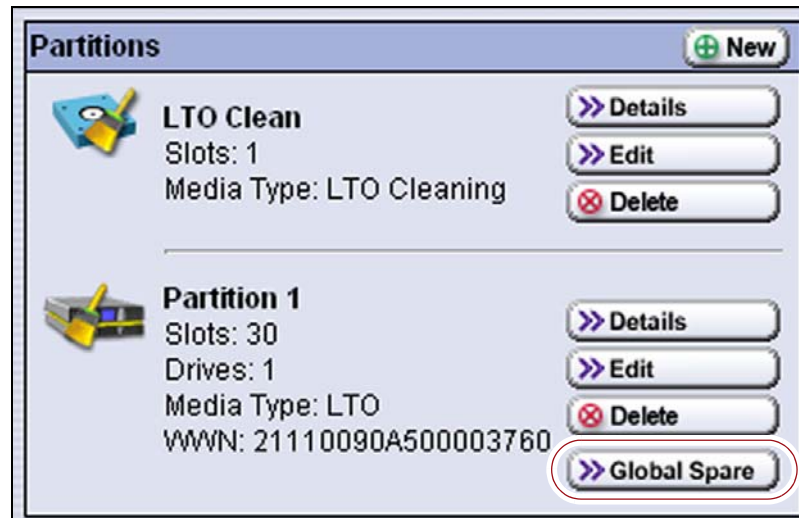 Partitions
New
LTO Clean
Slots: 1
Media Type: LTO Cleaning
Details
Edit
Delete
Partition 1
Slots: 30
Drives: 1
Media Type: LTO
WWN: 21110090A500003760
Details
Edit
Delete
Global Spare